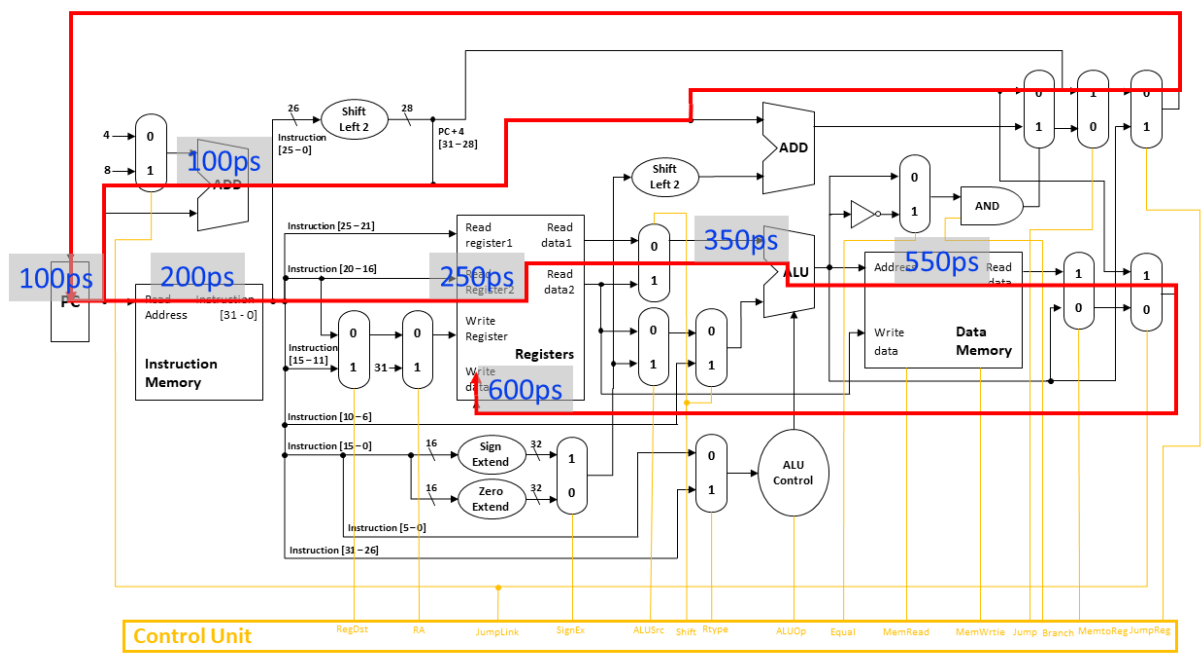 26
28
Shift
Left 2
Instruction
[25 – 0]
PC + 4
[31 – 28]
4
0
8
1
100ps
ADD
ADD
Shift
Left 2
0
1
1
0
0
1
0
1
AND
Instruction [25 – 21]
Read
register1
Read
data1
0
1
350ps
ALU
Address
550ps
Read
data
1
0
1
0
100ps
PC
200ps
Read
Address
Instruction
[31 - 0]
Instruction
Memory
Instruction [20 – 16]
250ps
Read
Register2
Read
data2
Write
Register
Registers
Write
data
600ps
Instruction
[15 – 11]
0
1
31
0
1
0
1
0
1
Write
data
Data
Memory
Instruction [10 – 6]
Instruction [15 – 0]
16
Sign
Extend
32
1
0
16
Zero
Extend
32
0
1
ALU
Control
Instruction [5 – 0]
Instruction [31 – 26]
Control Unit
RegDst
RA
JumpLink
SignEx
ALUSrc
Shift
Rtype
ALUOp
Equal
MemRead
MemWrtie
Jump
Branch
MemtoReg
JumpReg